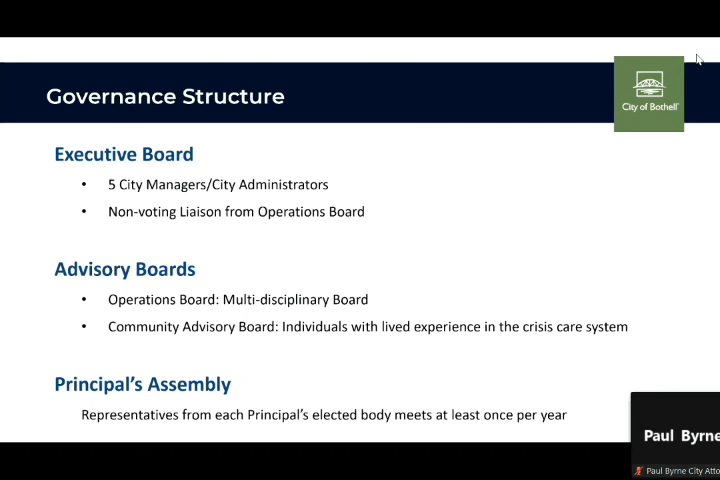 Governance Structure
City of Bothell
Executive Board
• 5 City Managers/City Administrators
• Non-voting Liaison from Operations Board
Advisory Boards
• Operations Board: Multi-disciplinary Board
• Community Advisory Board: Individuals with lived experience in the crisis care system
Principal's Assembly
Representatives from each Principal's elected body meets at least once per year
Paul Byrne
Paul Byrne City Atto